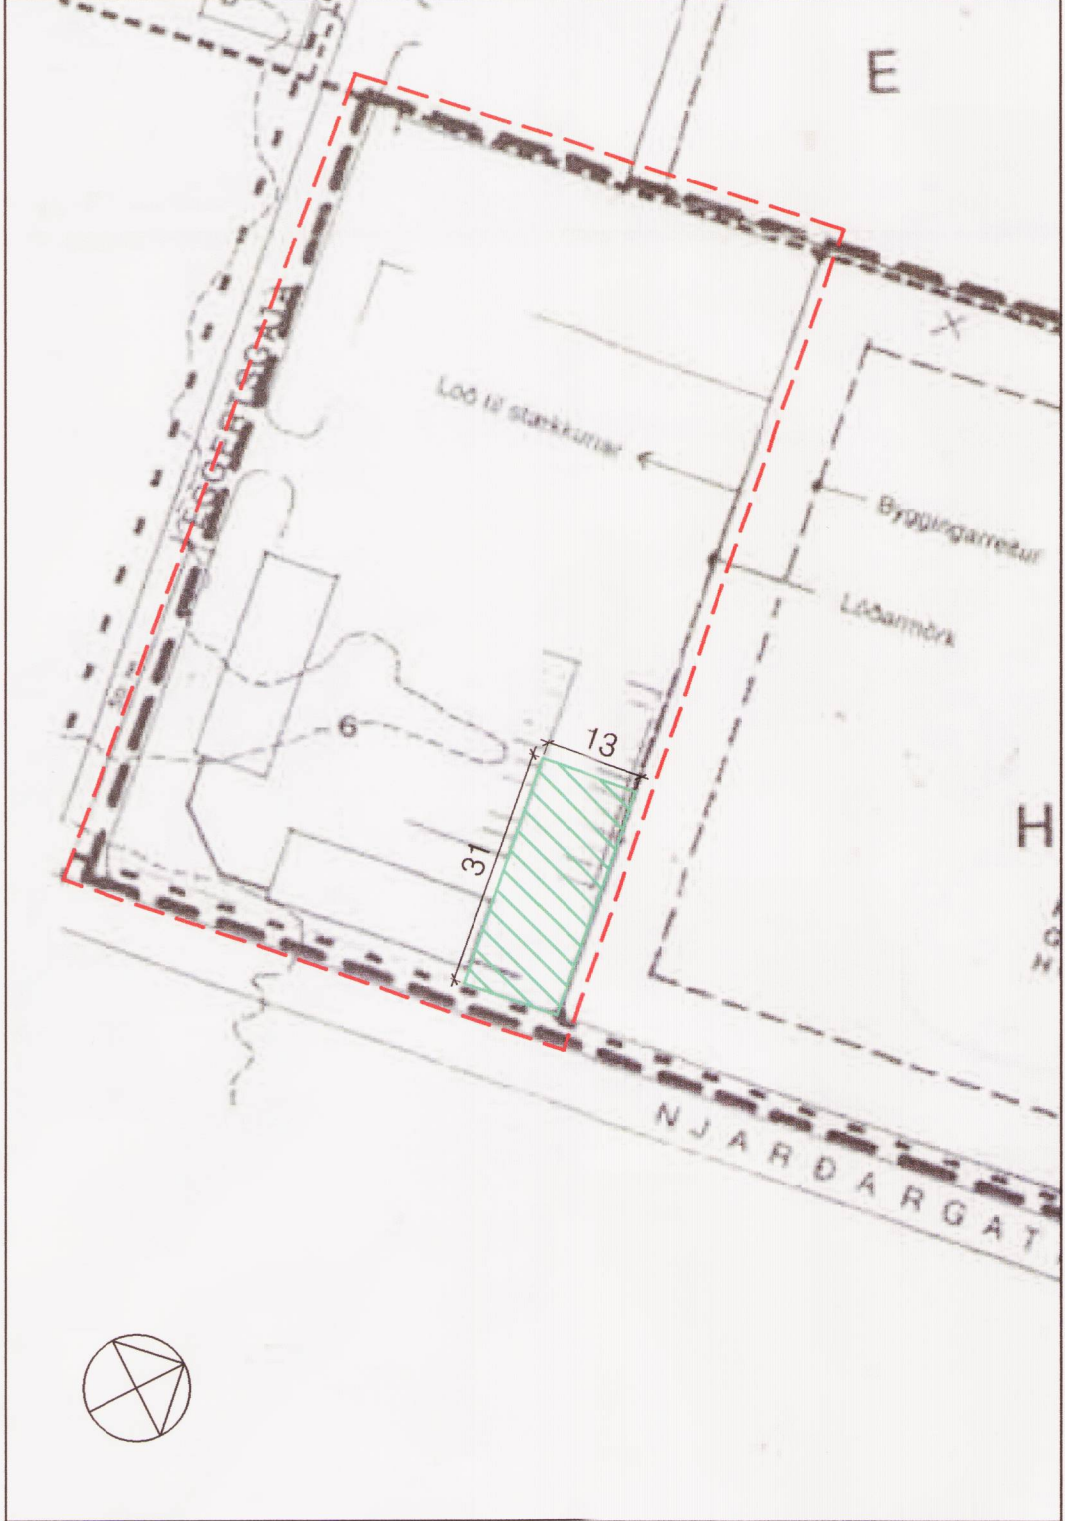 E
Lóð til stækkunar
Byggingarreitur
Lóðarmörk
6
13
31
H
NJARÐARGAT